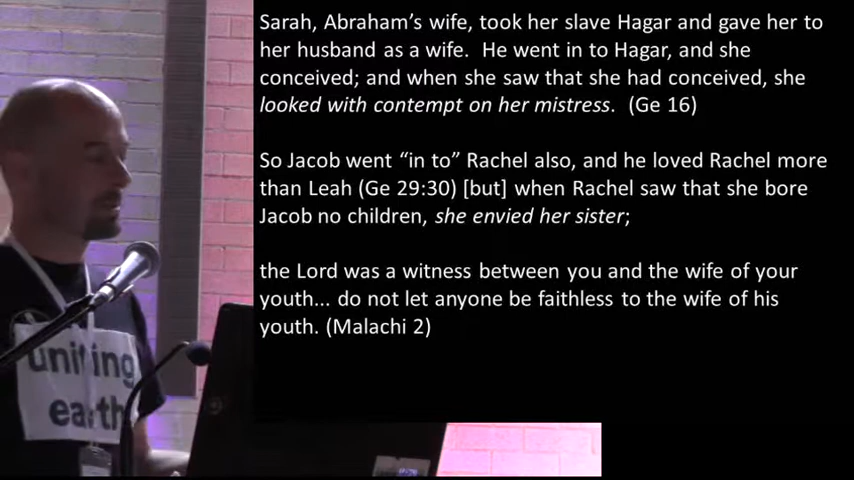 Sarah, Abraham’s wife, took her slave Hagar and gave her to
her husband as a wife.  He went in to Hagar, and she
conceived; and when she saw that she had conceived, she
looked with contempt on her mistress.  (Ge 16)
So Jacob went “in to” Rachel also, and he loved Rachel more
than Leah (Ge 29:30) [but] when Rachel saw that she bore
Jacob no children, she envied her sister;
the Lord was a witness between you and the wife of your
youth... do not let anyone be faithless to the wife of his
youth. (Malachi 2)
uniting
earth